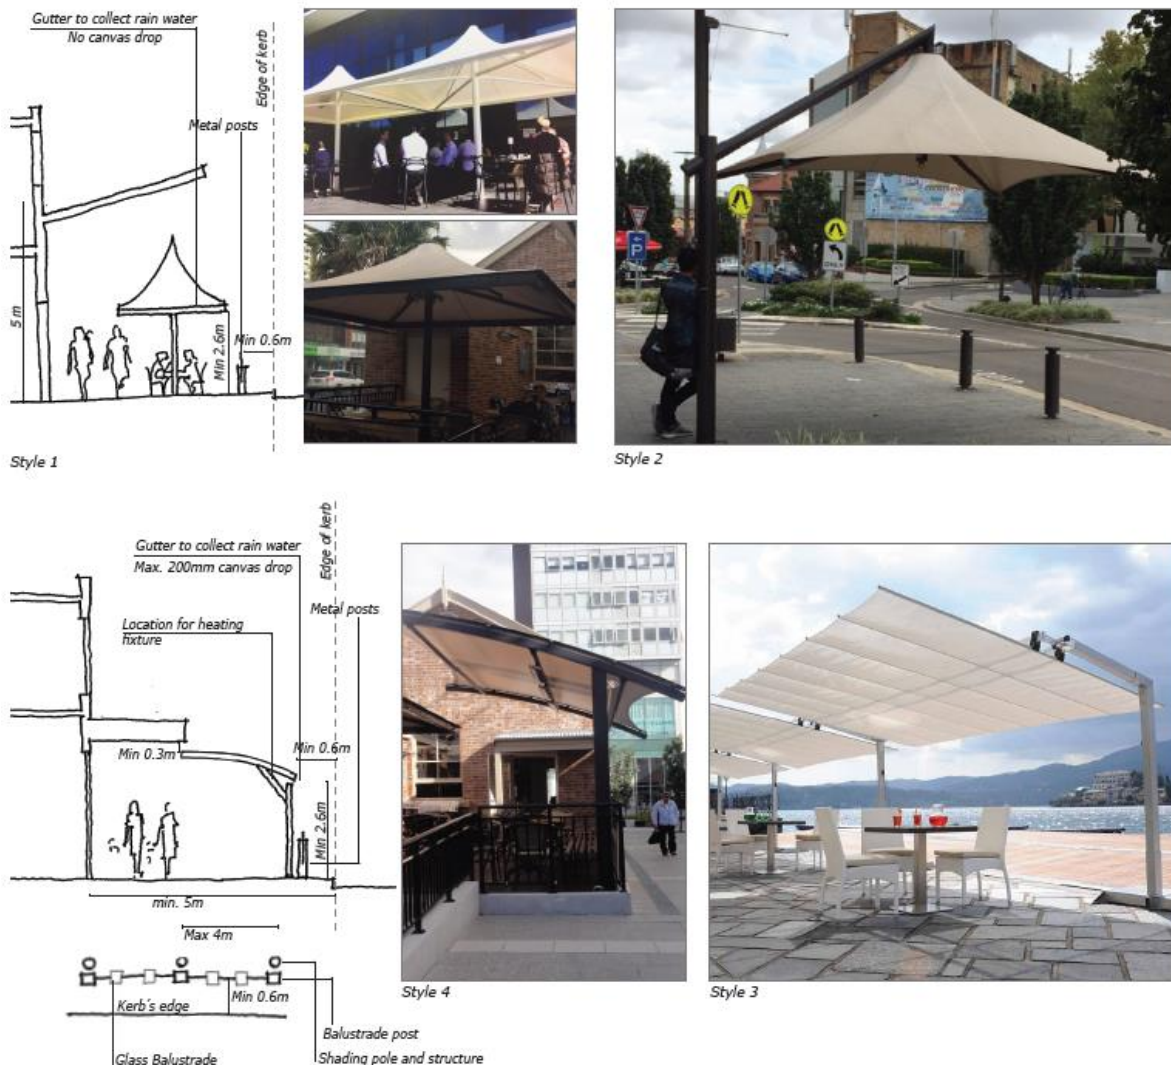 Gutter to collect rain water
No canvas drop
Edge of kerb
Metal posts
5 m
Min 2.6m
Min 0.6m
Style 1
P
Style 2
Gutter to collect rain water
Max. 200mm canvas drop
Edge of kerb
Metal posts
Location for heating
fixture
Min 0.3m
Min 0.6m
Min 2.6m
min. 5m
Max 4m
Min 0.6m
Kerb's edge
Balustrade post
Glass Balustrade
Shading pole and structure
Style 4
Style 3